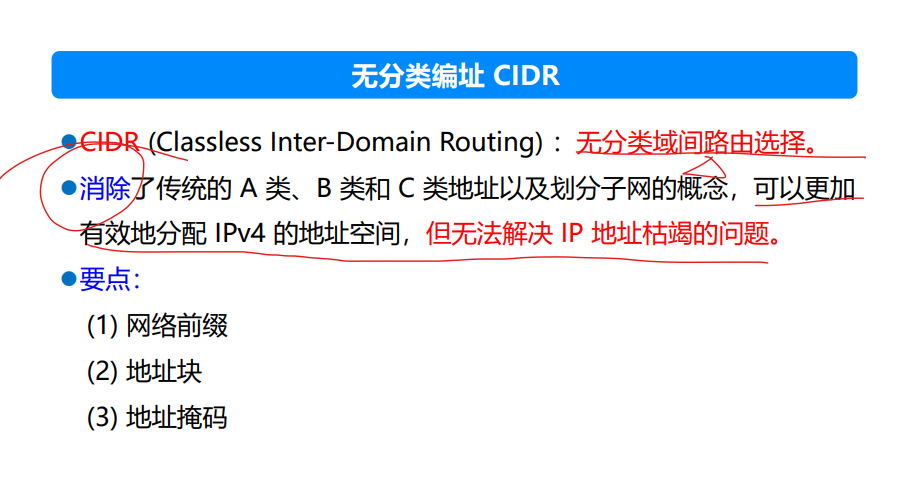 无分类编址 CIDR
●CIDR (Classless Inter-Domain Routing) ：无分类域间路由选择。
●消除了传统的 A 类、B 类和 C 类地址以及划分子网的概念，可以更加
有效地分配 IPv4 的地址空间，但无法解决 IP 地址枯竭的问题。
●要点：
(1) 网络前缀
(2) 地址块
(3) 地址掩码